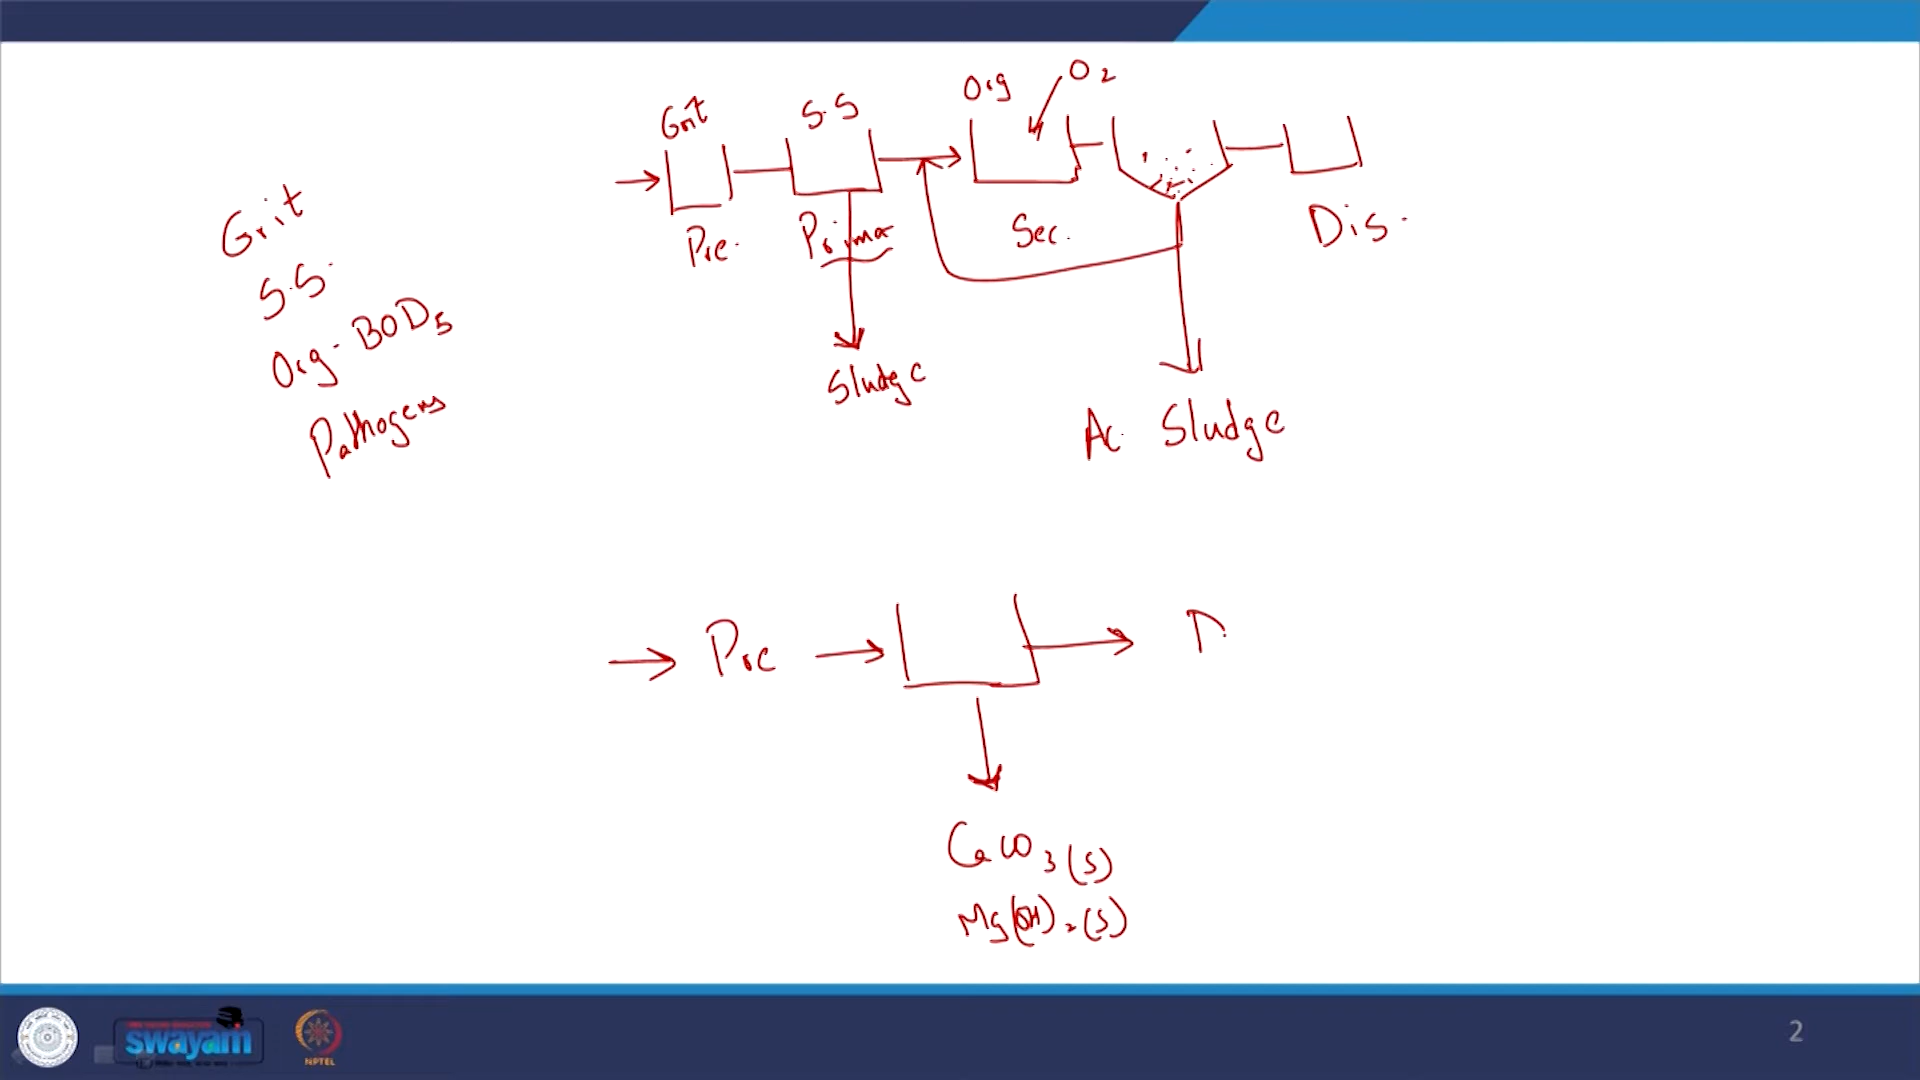 Grit
S.S.
Org. BOD5
Pathogens
Grit
S.S
Org
O2
Pre.
Prima
Sec.
Dis.
Sludge
Ac. Sludge
Pre
CaCO3(s)
Mg(OH)2(s)
swayam
NPTEL
2